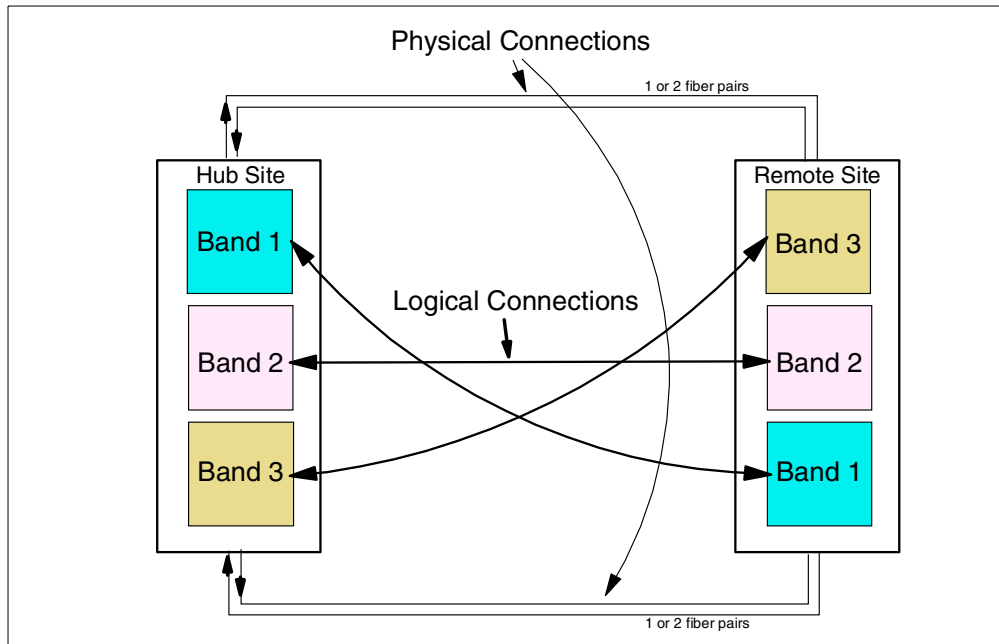 Physical Connections
1 or 2 fiber pairs
Hub Site
Remote Site
Band 1
Band 3
Logical Connections
Band 2
Band 2
Band 3
Band 1
1 or 2 fiber pairs